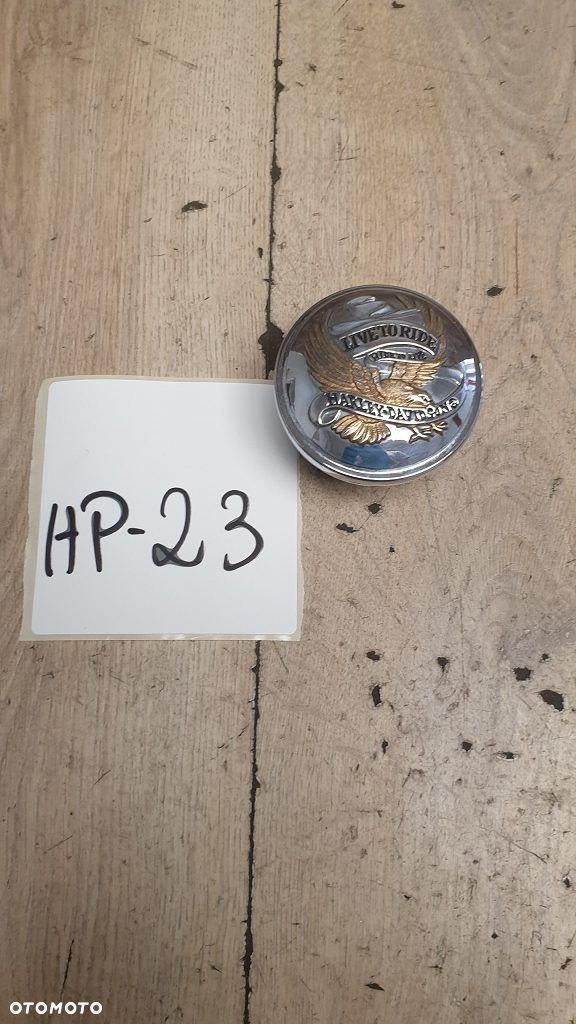 LIVE TO RIDE
HARLEY-DAVIDSON
HP-23
OTOMOTO